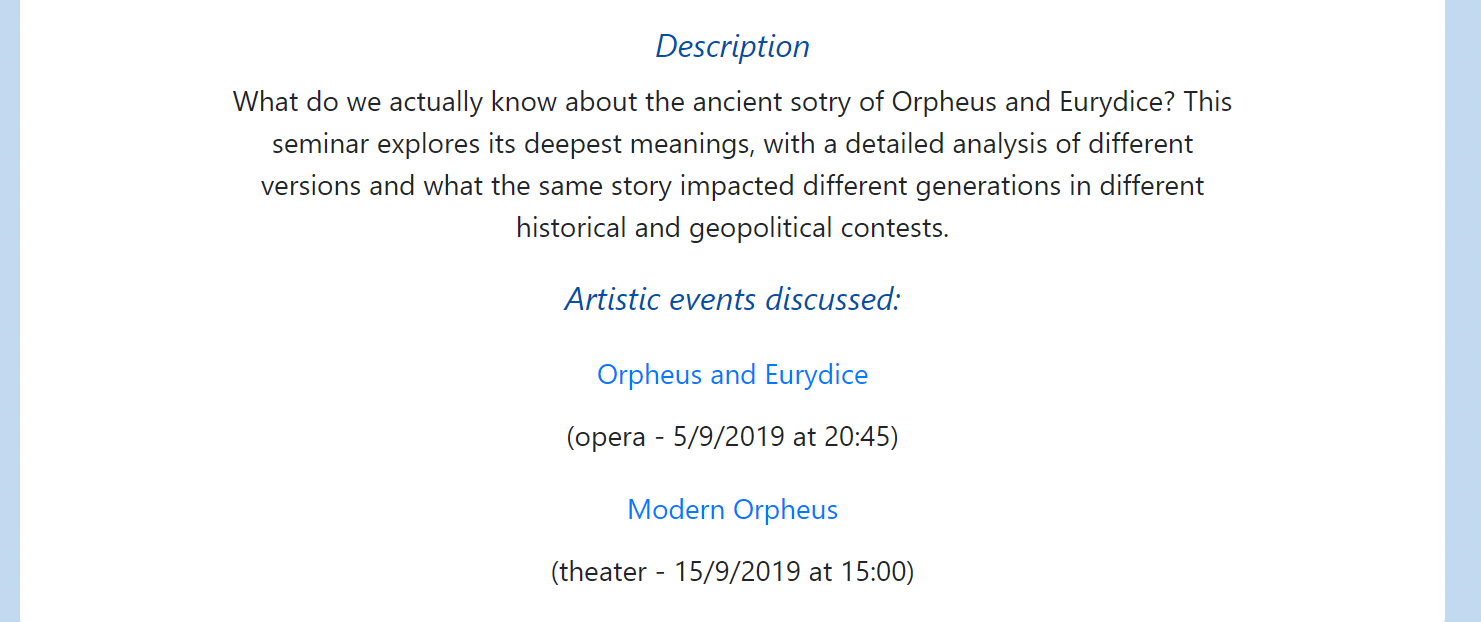 Description
What do we actually know about the ancient sotry of Orpheus and Eurydice? This
seminar explores its deepest meanings, with a detailed analysis of different
versions and what the same story impacted different generations in different
historical and geopolitical contests.
Artistic events discussed:
Orpheus and Eurydice
(opera - 5/9/2019 at 20:45)
Modern Orpheus
(theater - 15/9/2019 at 15:00)